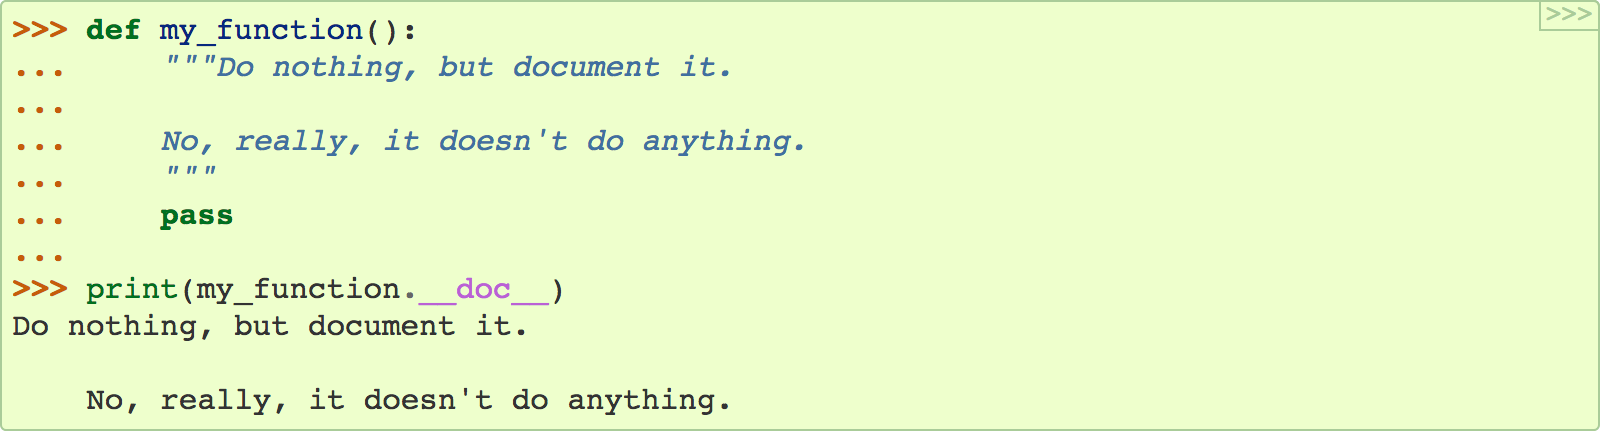 >>>
>>> def my_function():
...     """Do nothing, but document it.
...
...     No, really, it doesn't do anything.
...     """
...     pass
...
>>> print(my_function.__doc__)
Do nothing, but document it.

    No, really, it doesn't do anything.